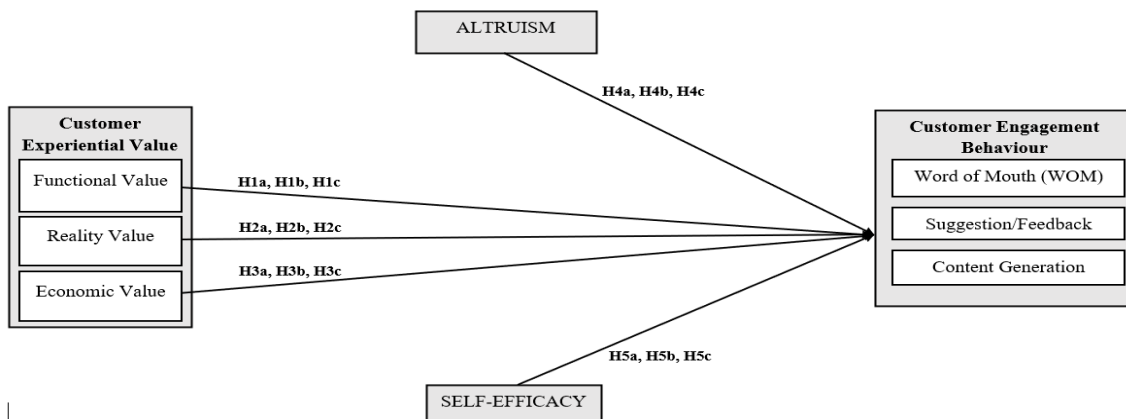 ALTRUISM
H4a, H4b, H4c
Customer
Experiential Value
Functional Value
Reality Value
Economic Value
H1a, H1b, H1c
H2a, H2b, H2c
H3a, H3b, H3c
Customer Engagement
Behaviour
Word of Mouth (WOM)
Suggestion/Feedback
Content Generation
H5a, H5b, H5c
SELF-EFFICACY